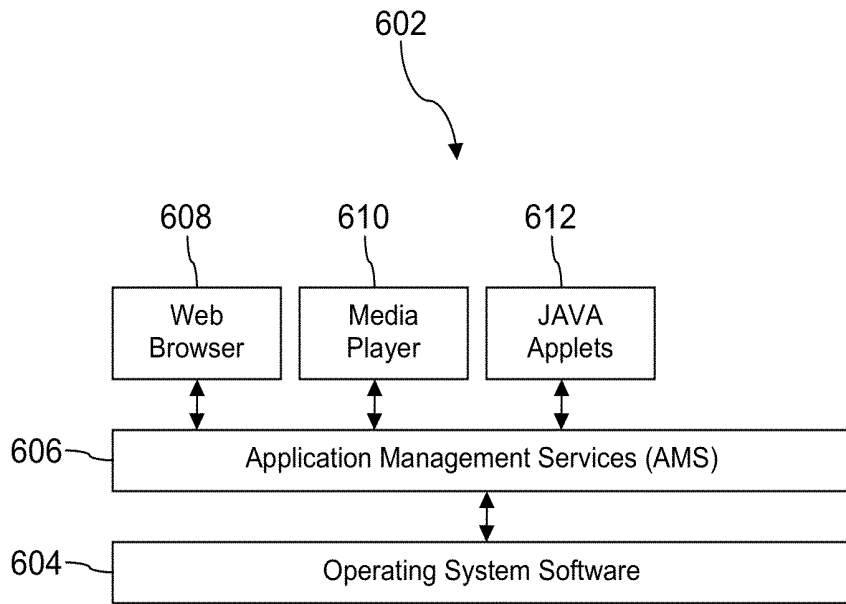 602
608
610
612
Web
Browser
Media
Player
JAVA
Applets
606
Application Management Services (AMS)
604
Operating System Software